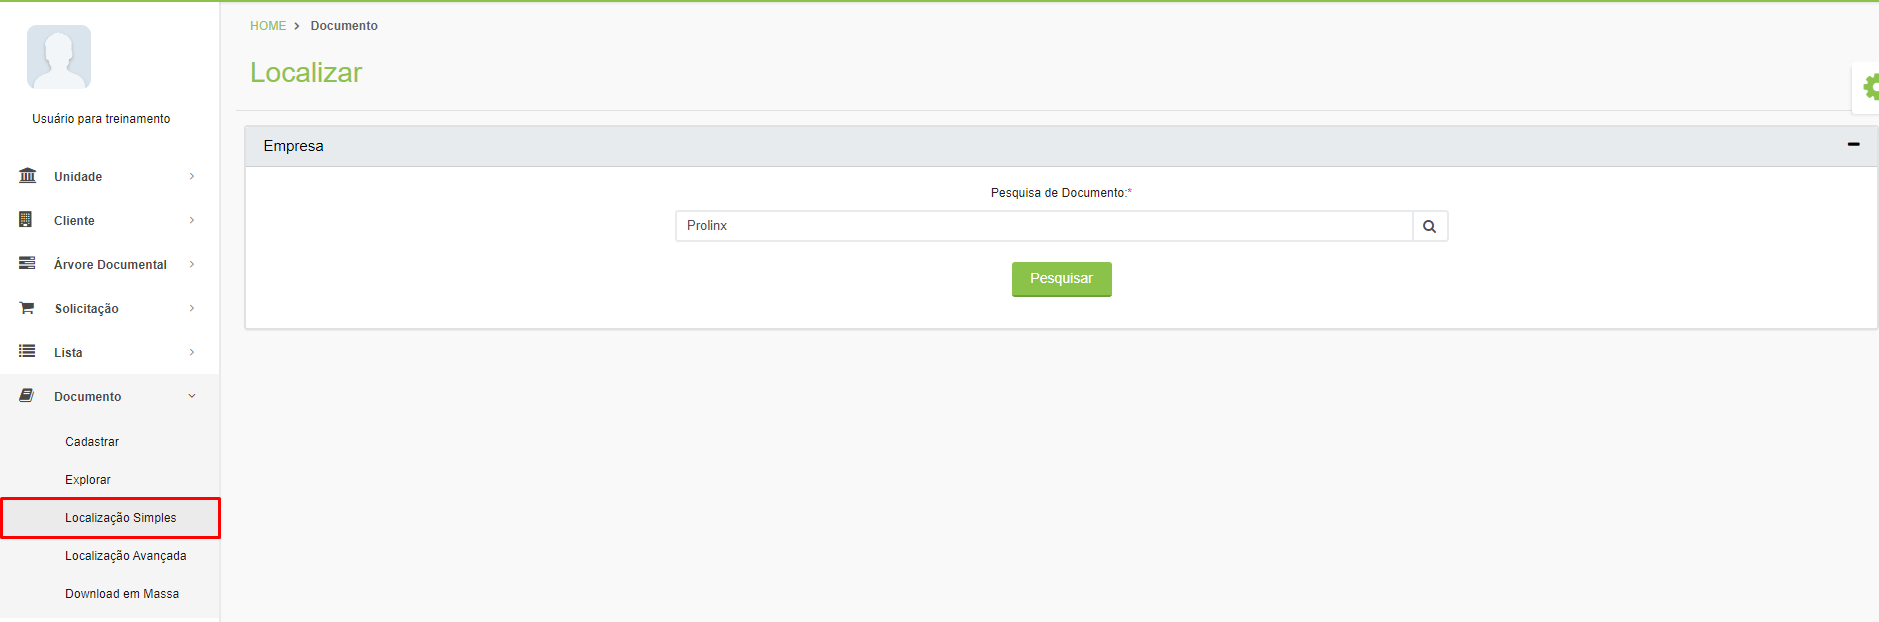 HOME > Documento
Localizar
Usuário para treinamento
Unidade
Cliente
Árvore Documental
Solicitação
Lista
Documento
Cadastrar
Explorar
Localização Simples
Localização Avançada
Download em Massa
Empresa
Pesquisa de Documento:*
Prolinx
Pesquisar